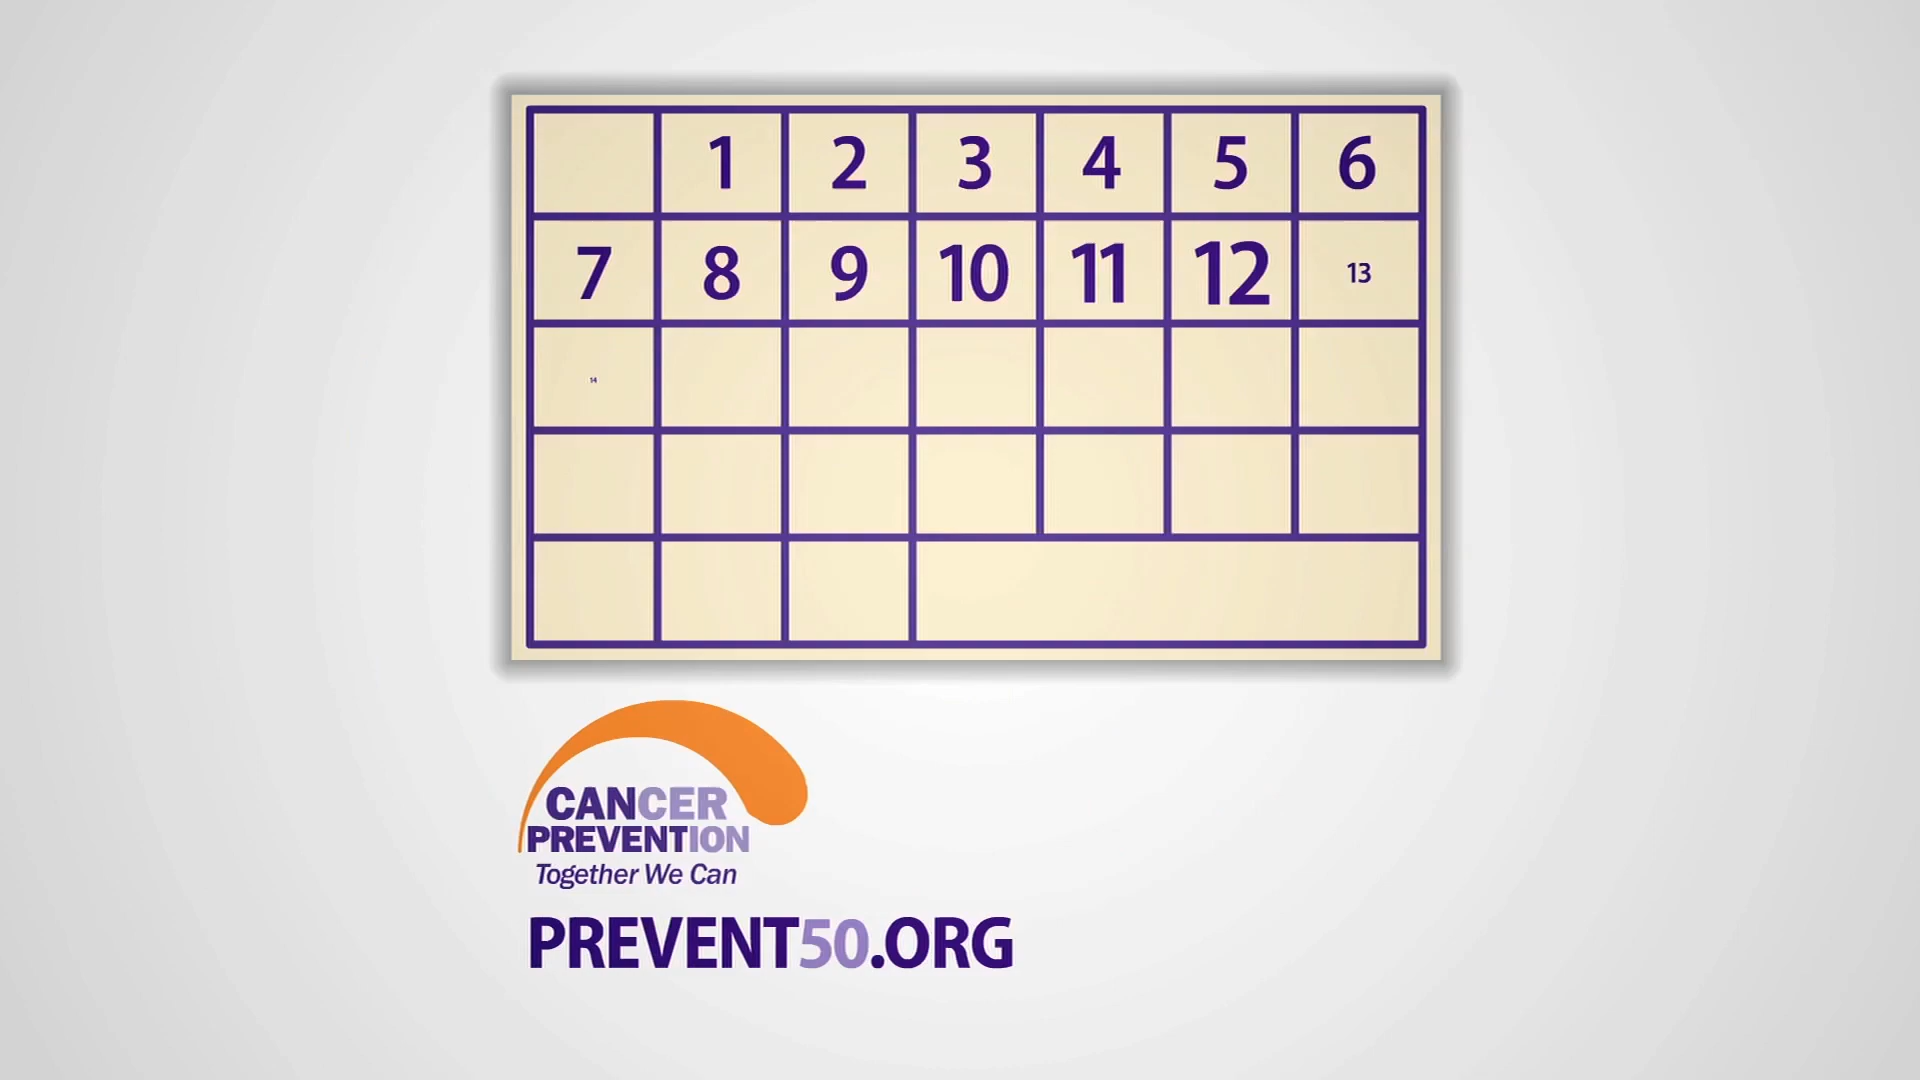 1 2 3 4 5 6
7 8 9 10 11 12 13
14
CANCER
PREVENTION
Together We Can
PREVENT50.ORG